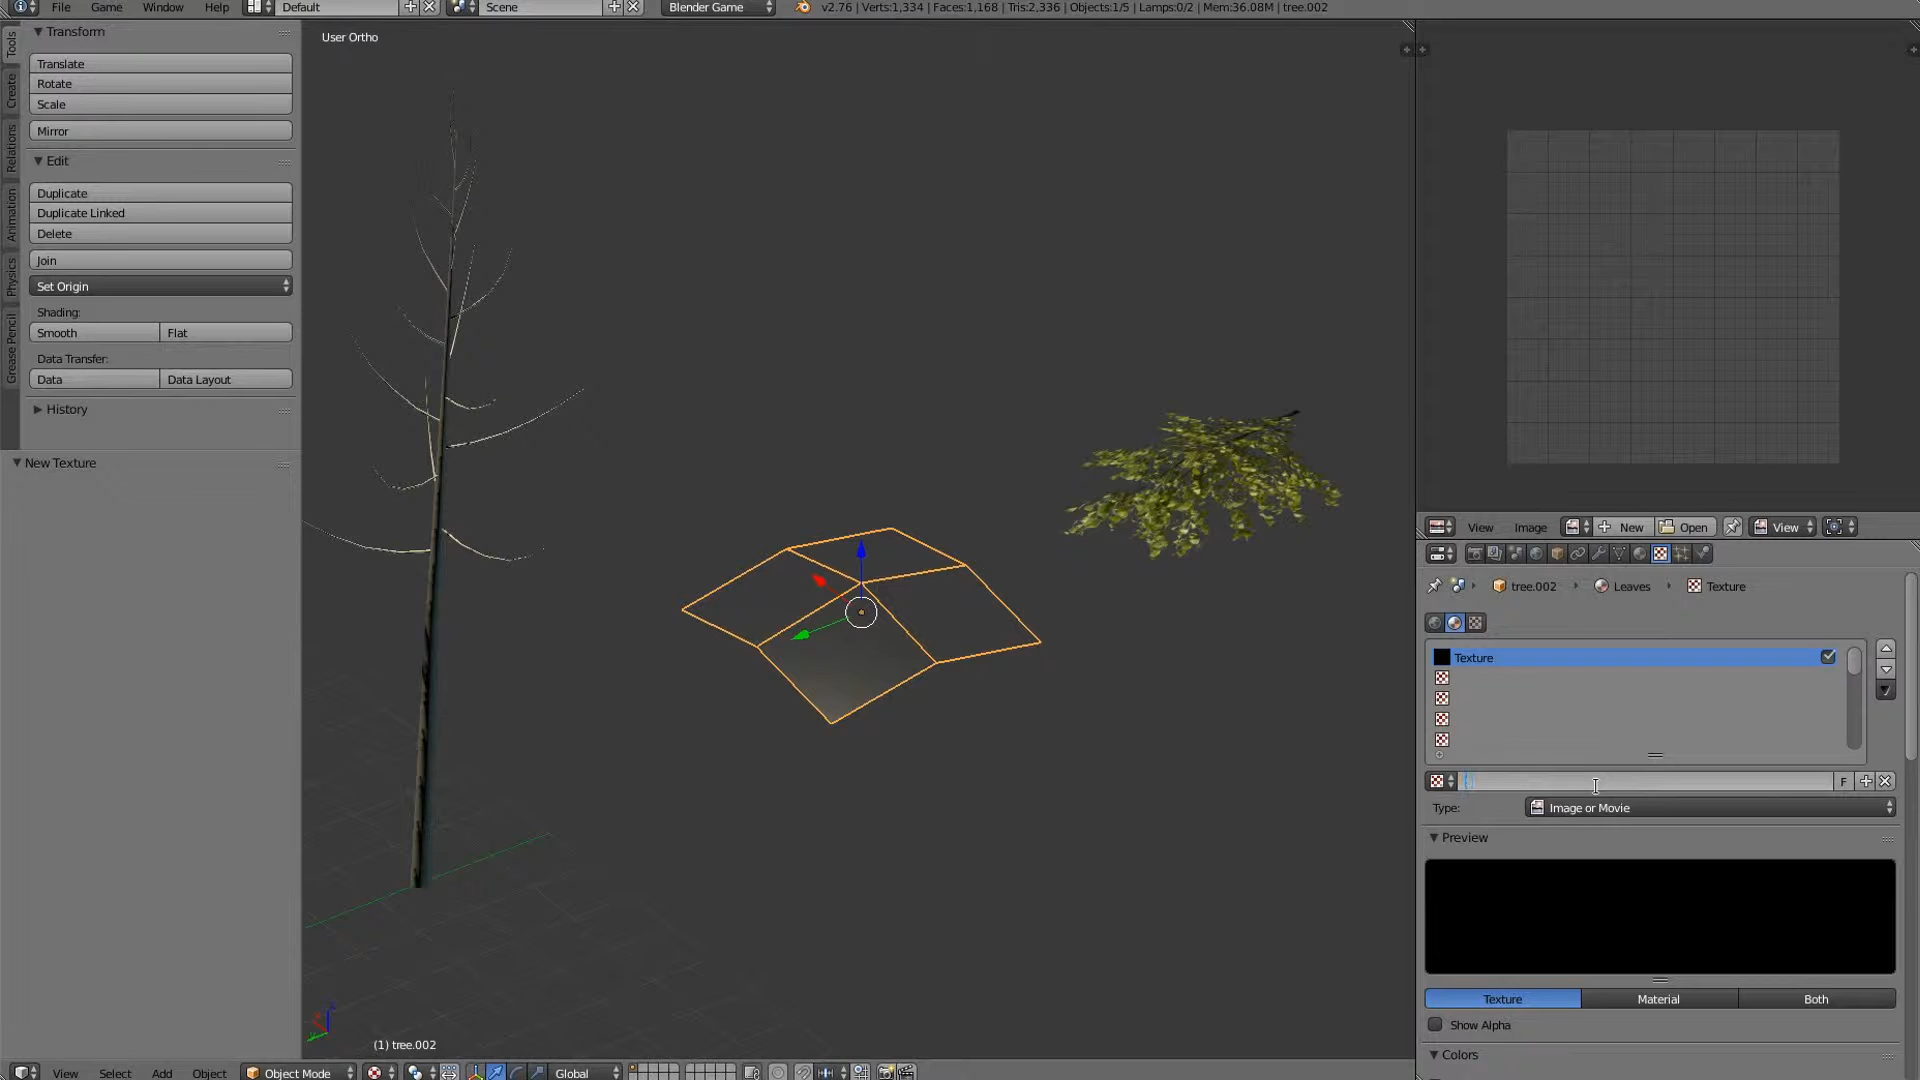 File Game Window Help Default Scene Blender Game v2.76 | Verts:1,334 | Faces:1,168 | Tris:2,336 | Objects:1/5 | Lamps:0/2 | Mem:36.08M | tree.002
Tools
Create
Relations
Animation
Physics
Grease Pencil
Transform
Translate
Rotate
Scale
Mirror
Edit
Duplicate
Duplicate Linked
Delete
Join
Set Origin
Shading:
Smooth Flat
Data Transfer:
Data Data Layout
History
New Texture
User Ortho
(1) tree.002
View Select Add Object Object Mode Global
View Image New Open View
tree.002 Leaves Texture
Texture
F
Type: Image or Movie
Preview
Texture Material Both
Show Alpha
Colors